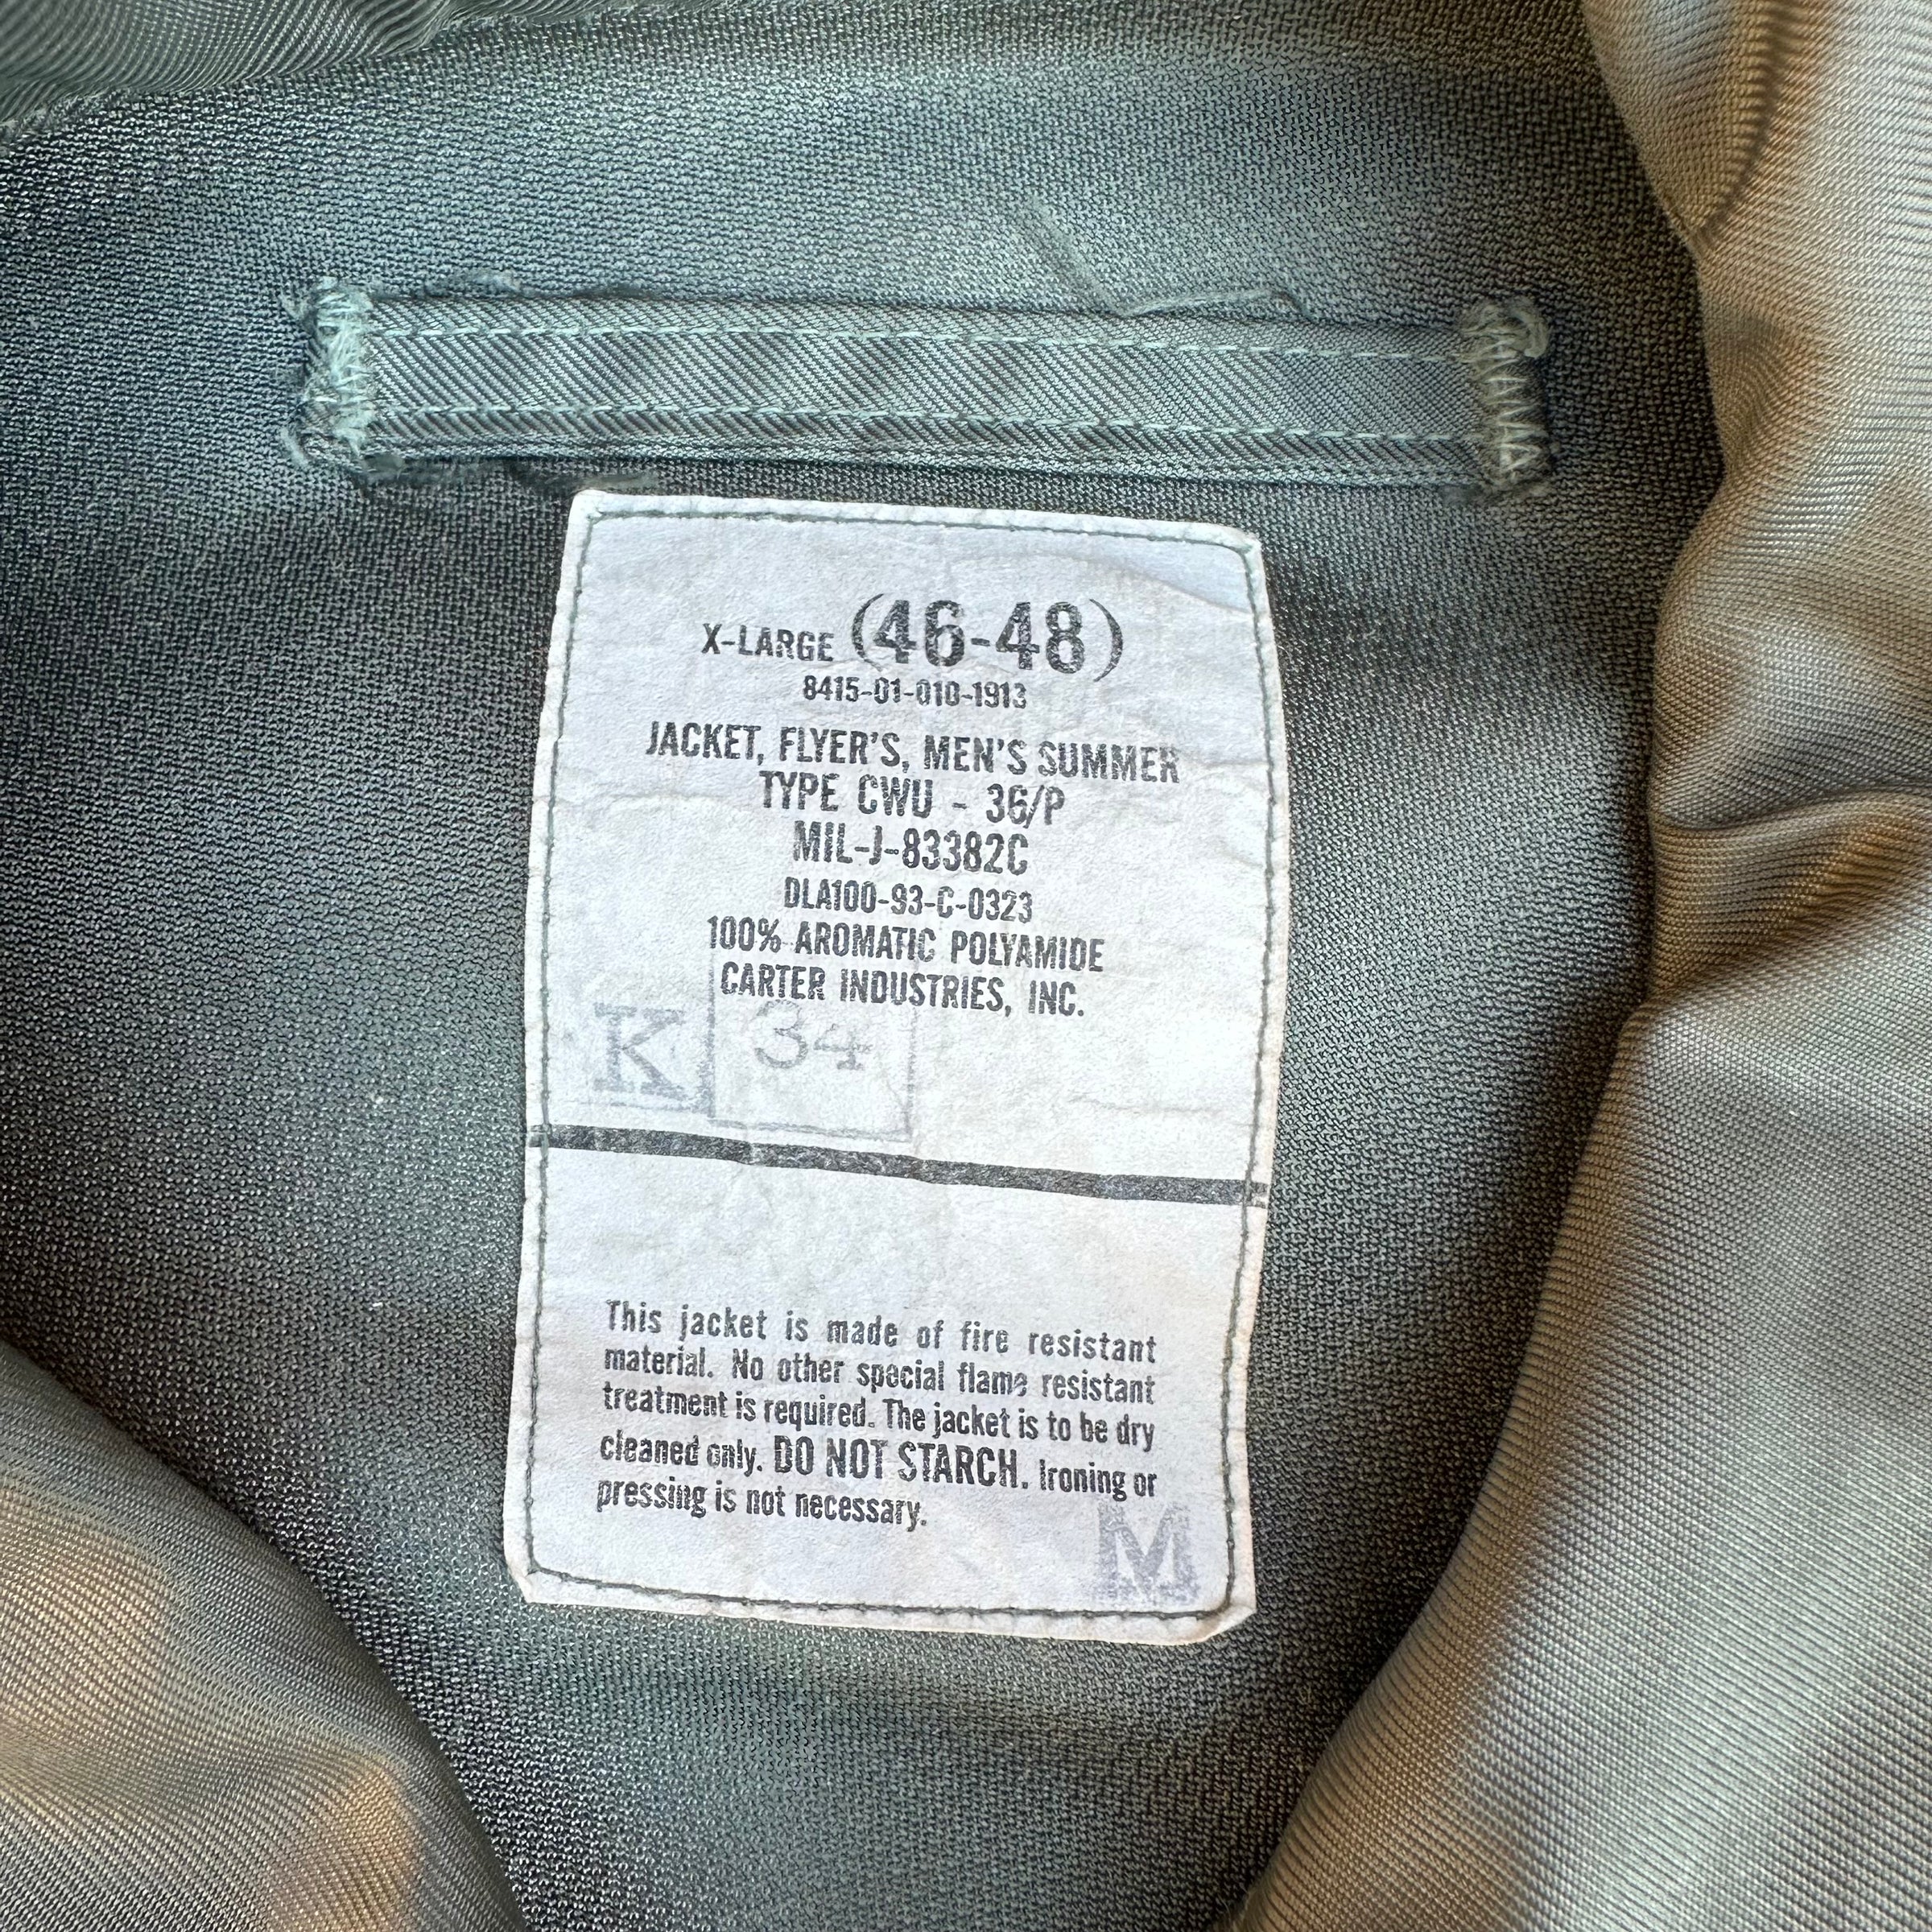 X-LARGE (46-48)
8415-01-010-1913
JACKET, FLYER'S, MEN'S SUMMER
TYPE CWU - 36/P
MIL-J-83382C
DLA100-93-C-0323
100% AROMATIC POLYAMIDE
CARTER INDUSTRIES, INC.
K 34
This jacket is made of fire resistant
material. No other special flame resistant
treatment is required. The jacket is to be dry
cleaned only. DO NOT STARCH. Ironing or
pressing is not necessary.
M